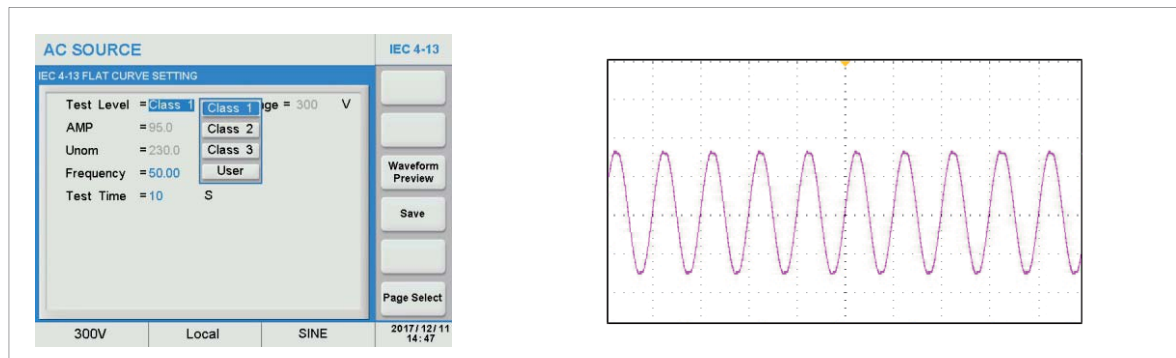 AC SOURCE
IEC 4-13
IEC 4-13 FLAT CURVE SETTING
Test Level =Class 1 ge = 300 V
Class 1
AMP =95.0
Class 2
Unom =230.0
Class 3
Frequency =50.00
User
Test Time =10 S
Waveform
Preview
Save
Page Select
300V Local SINE 2017/12/11
14:47